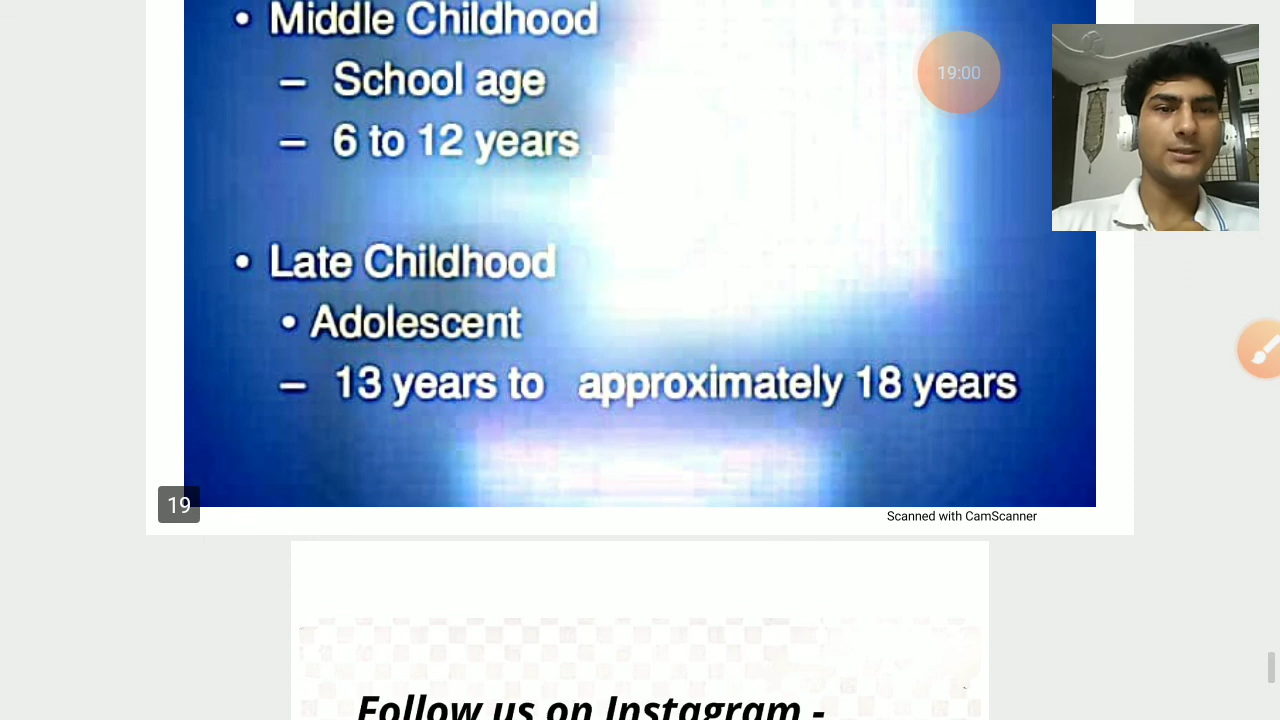 • Middle Childhood
– School age
– 6 to 12 years
• Late Childhood
• Adolescent
– 13 years to approximately 18 years
19:00
19
Scanned with CamScanner
Follow us on Instagram -